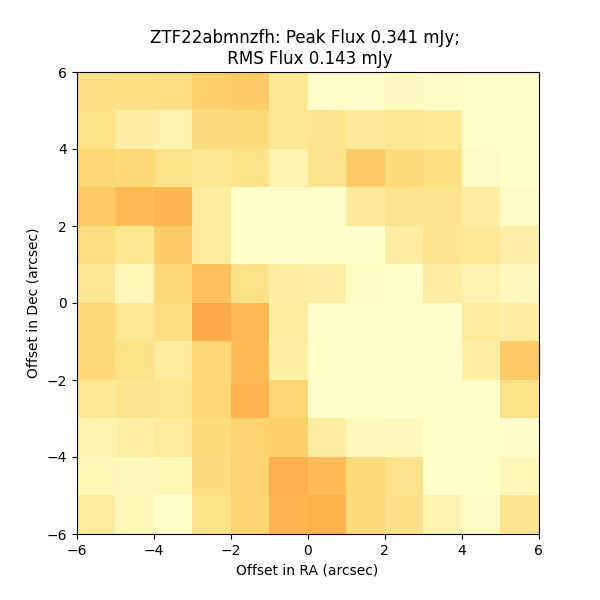 ZTF22abmnzfh: Peak Flux 0.341 mJy;
RMS Flux 0.143 mJy
6
4
2
0
−2
−4
−6
Offset in Dec (arcsec)
−6 −4 −2 0 2 4 6
Offset in RA (arcsec)